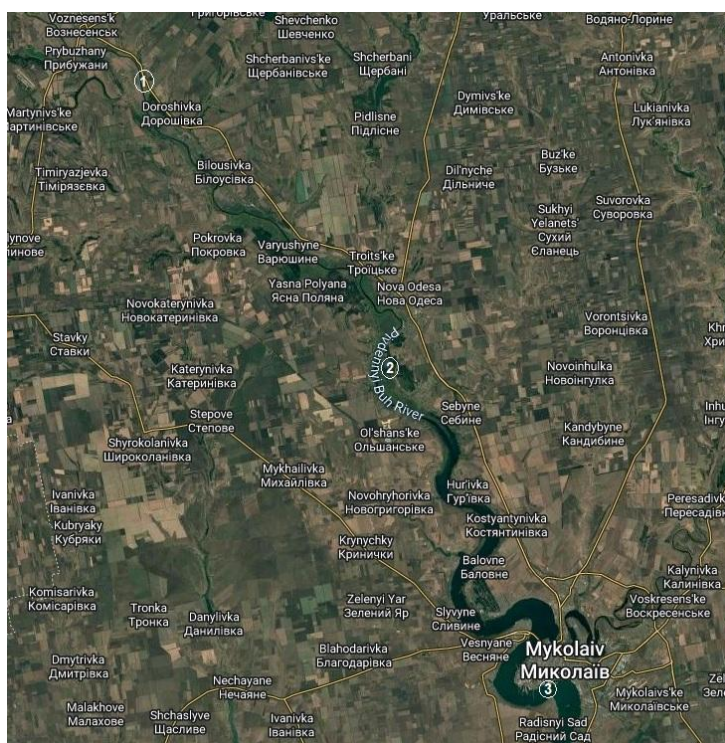 Voznesens'k
Вознесенськ
Григорівське
Shevchenko
Шевченко
Уральське
Водяно-Лорине
Prybuzhany
Прибужани
Shcherbanivs'ke
Щербанівське
Shcherbani
Щербані
Antonivka
Антонівка
1
Martynivs'ke
Мартинівське
Doroshivka
Дорошівка
Pidlisne
Підлісне
Dymivs'ke
Димівське
Lukianivka
Лук'янівка
Timiryazjevka
Тімірязєвка
Bilousivka
Білоусівка
Dil'nyche
Дільниче
Buz'ke
Бузьке
Suvorovka
Суворовка
Sukhyi
Yelanets'
Сухий
Єланець
lynove
линове
Pokrovka
Покровка
Varyushyne
Варюшине
Troits'ke
Троїцьке
Yasna Polyana
Ясна Поляна
Nova Odesa
Нова Одеса
Novokaterynivka
Новокатеринівка
Vorontsivka
Воронцівка
Stavky
Ставки
Pivdennyi Buh River
2
Katerynivka
Катеринівка
Novoinhulka
Новоінгулка
Stepove
Степове
Sebyne
Себине
Shyrokolanivka
Широколанівка
Ol'shans'ke
Ольшанське
Kandybyne
Кандибине
Mykhailivka
Михайлівка
Ivanivka
Іванівка
Novohryhorivka
Новогригорівка
Hur'ivka
Гур'ївка
Peresadivk
Пересадівк
Kubryaky
Кубряки
Kostyantynivka
Костянтинівка
Krynychky
Кринички
Balovne
Баловне
Kalynivka
Калинівка
Komisarivka
Комісарівка
Tronka
Тронка
Danylivka
Данилівка
Zelenyi Yar
Зелений Яр
Slyvyne
Сливине
Voskresens'ke
Воскресенське
Blahodarivka
Благодарівка
Vesnyane
Весняне
Mykolaiv
Миколаїв
Dmytrivka
Дмитрівка
Nechayane
Нечаяне
3
Mykolaivs'ke
Миколаївське
Malakhove
Малахове
Shchaslyve
Щасливе
Ivanivka
Іванівка
Radisnyi Sad
Радісний Сад